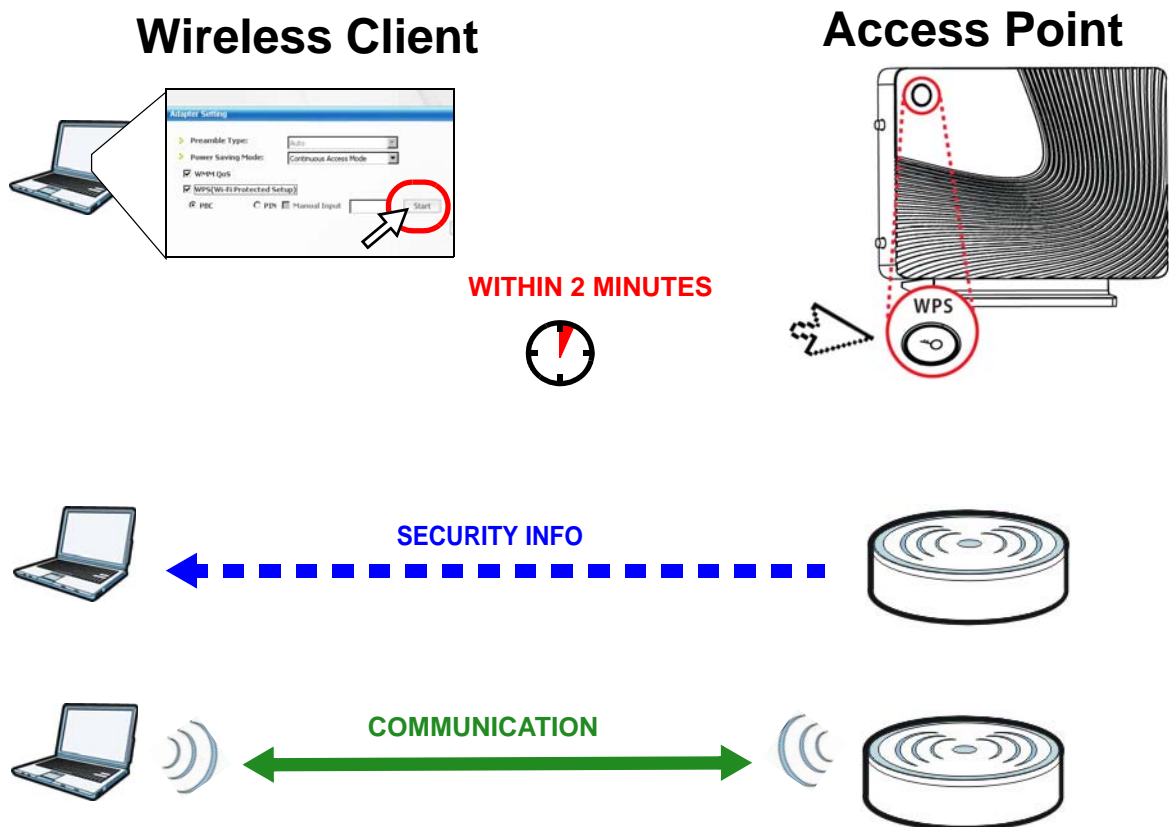 Wireless Client
Access Point
Adapter Setting
Preamble Type: Auto
Power Saving Mode: Continuous Access Mode
WMM QoS
WPS(Wi-Fi Protected Setup)
PBC PIN Manual Input Start
WITHIN 2 MINUTES
WPS
SECURITY INFO
COMMUNICATION